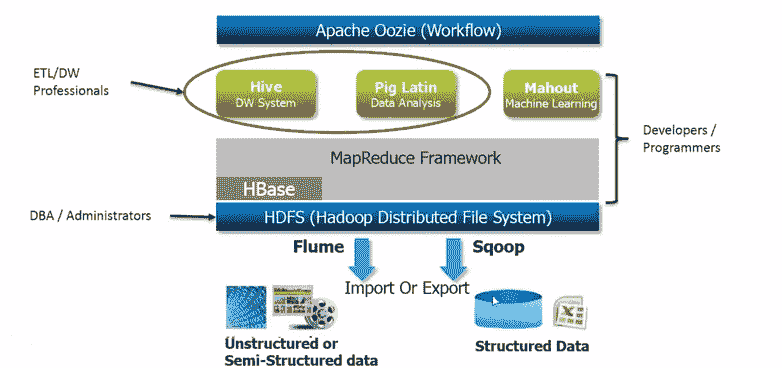 Apache Oozie (Workflow)
ETL/DW
Professionals
Hive
DW System
Pig Latin
Data Analysis
Mahout
Machine Learning
Developers /
Programmers
MapReduce Framework
HBase
DBA / Administrators
HDFS (Hadoop Distributed File System)
Flume
Sqoop
Import Or Export
Unstructured or
Semi-Structured data
Structured Data